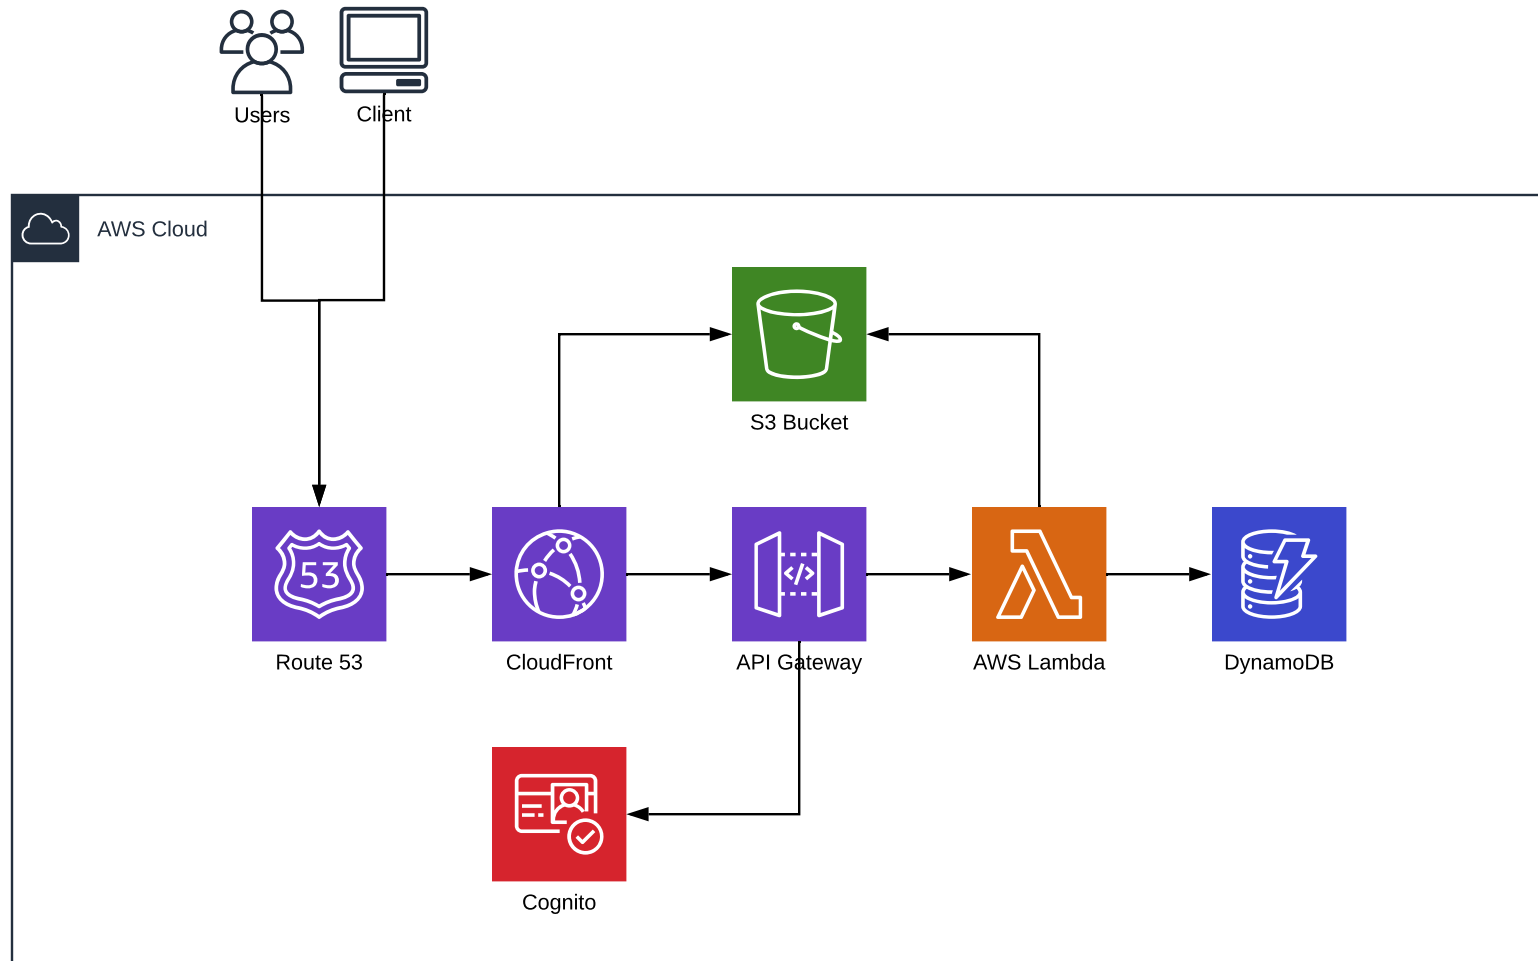 Users
Client
AWS Cloud
S3 Bucket
53
Route 53
CloudFront
</>
API Gateway
AWS Lambda
DynamoDB
Cognito